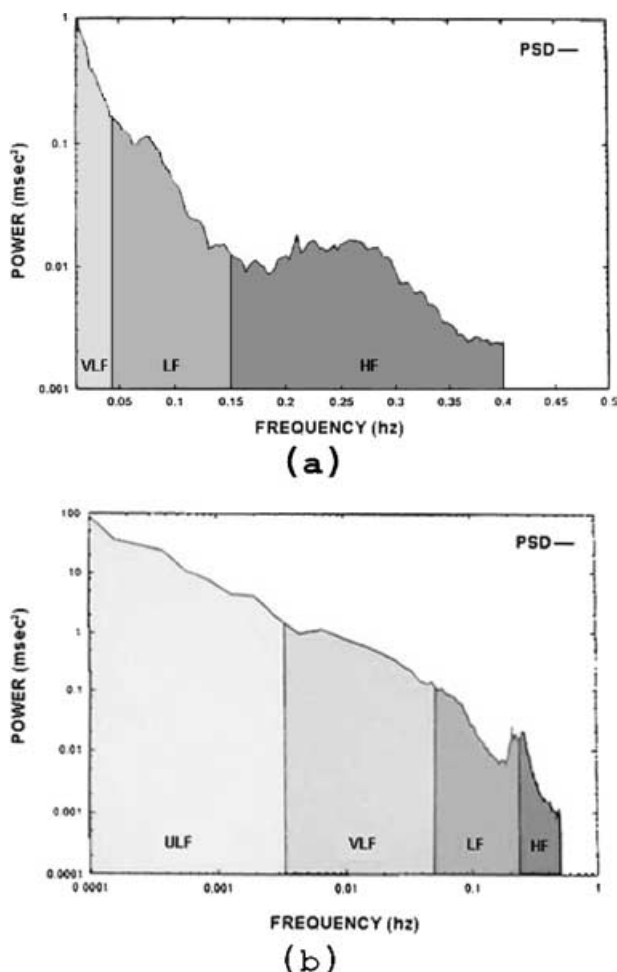 1
PSD
0.1
POWER (msec²)
0.01
VLF LF HF
0.001
0.05 0.1 0.15 0.2 0.25 0.3 0.35 0.4 0.45 0.5
FREQUENCY (hz)
(a)
100
PSD
10
1
POWER (msec²)
0.1
0.01
0.001
ULF VLF LF HF
0.0001
0.0001 0.001 0.01 0.1 1
FREQUENCY (hz)
(b)